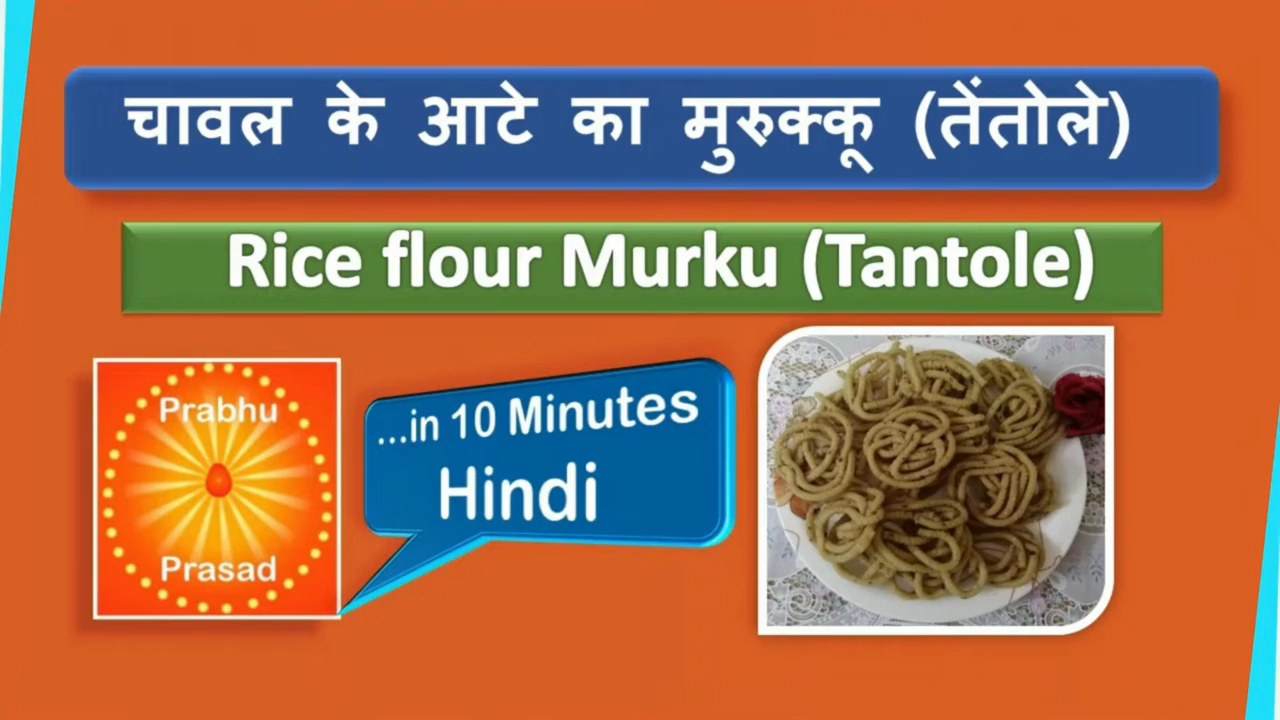 चावल के आटे का मुरुक्कू (तेंतोले)
Rice flour Murku (Tantole)
Prabhu
Prasad
...in 10 Minutes
Hindi